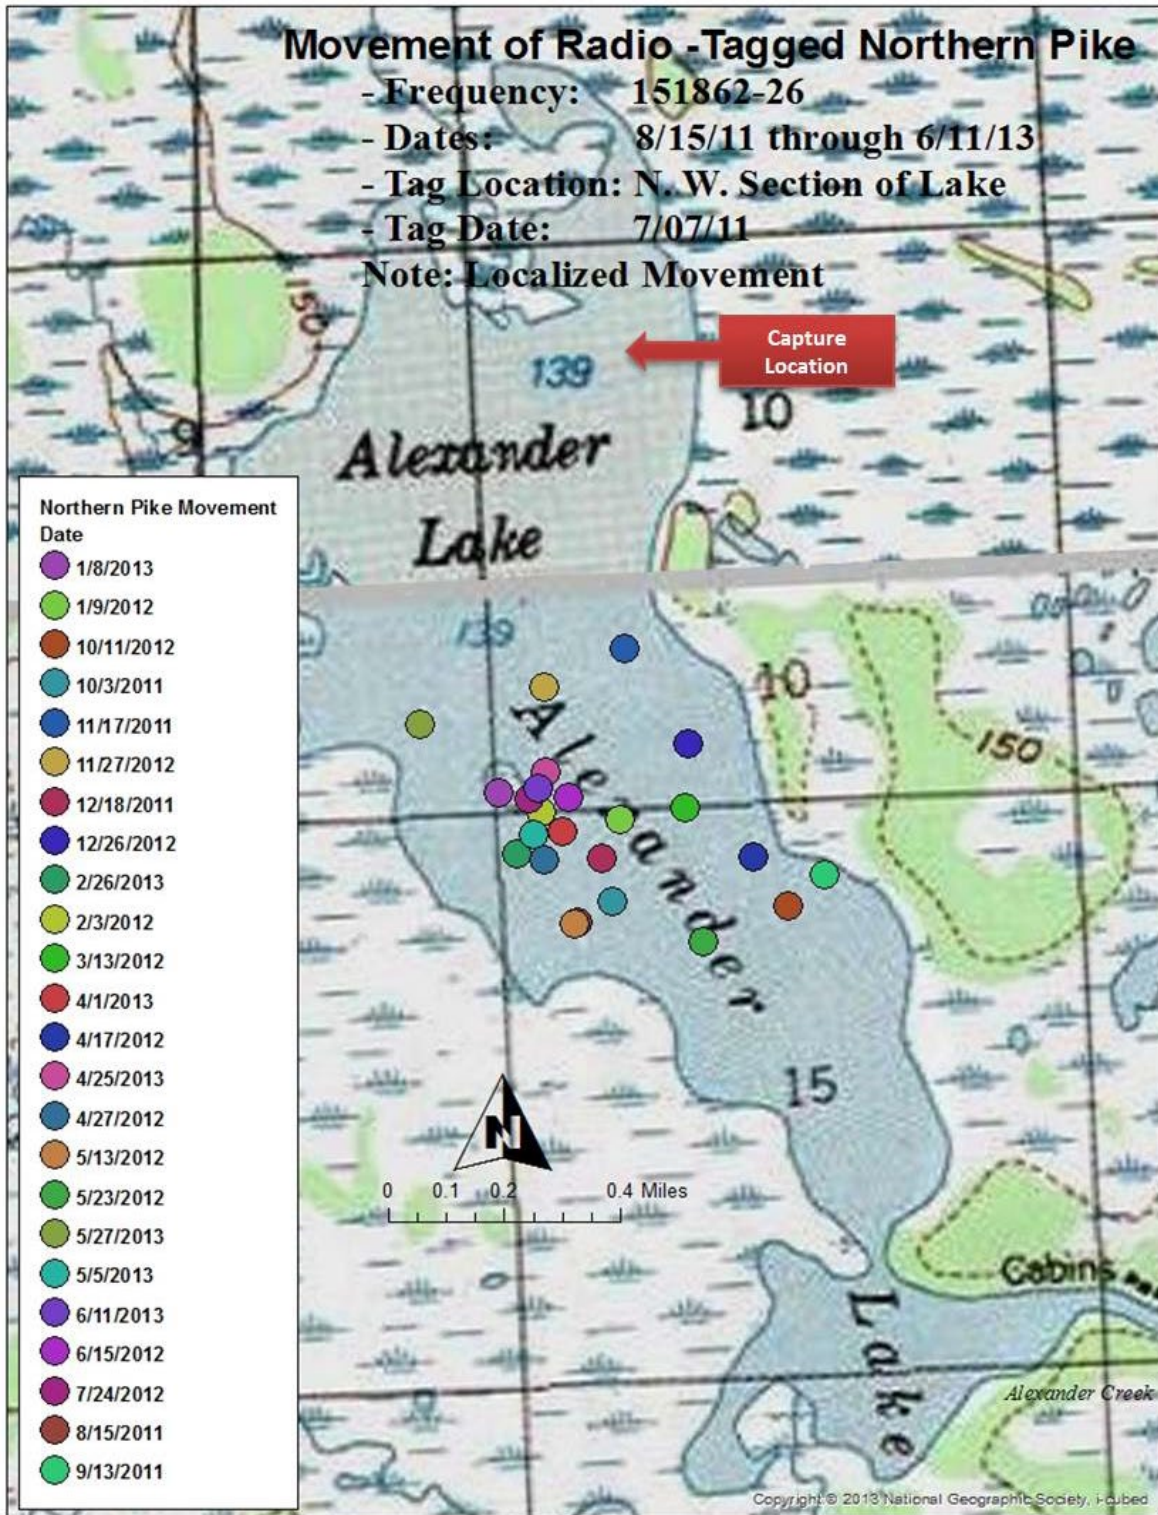 Movement of Radio -Tagged Northern Pike
- Frequency: 151862-26
- Dates: 8/15/11 through 6/11/13
- Tag Location: N. W. Section of Lake
- Tag Date: 7/07/11
Note: Localized Movement
150
Capture
Location
139
10
9
Alexander
Lake
Northern Pike Movement
Date
1/8/2013
1/9/2012
10/11/2012
10/3/2011
11/17/2011
11/27/2012
12/18/2011
12/26/2012
2/26/2013
2/3/2012
3/13/2012
4/1/2013
4/17/2012
4/25/2013
4/27/2012
5/13/2012
5/23/2012
5/27/2013
5/5/2013
6/11/2013
6/15/2012
7/24/2012
8/15/2011
9/13/2011
139
10
150
Alexander
15
N
0 0.1 0.2 0.4 Miles
Cabins
Lake
Alexander Creek
Copyright:© 2013 National Geographic Society, i-cubed